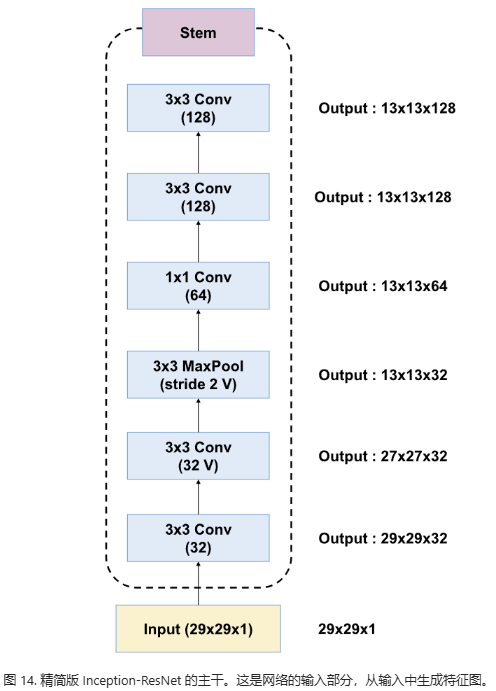 Stem
3x3 Conv
(128)
Output : 13x13x128
3x3 Conv
(128)
Output : 13x13x128
1x1 Conv
(64)
Output : 13x13x64
3x3 MaxPool
(stride 2 V)
Output : 13x13x32
3x3 Conv
(32 V)
Output : 27x27x32
3x3 Conv
(32)
Output : 29x29x32
Input (29x29x1)
29x29x1
图 14. 精简版 Inception-ResNet 的主干。这是网络的输入部分，从输入中生成特征图。